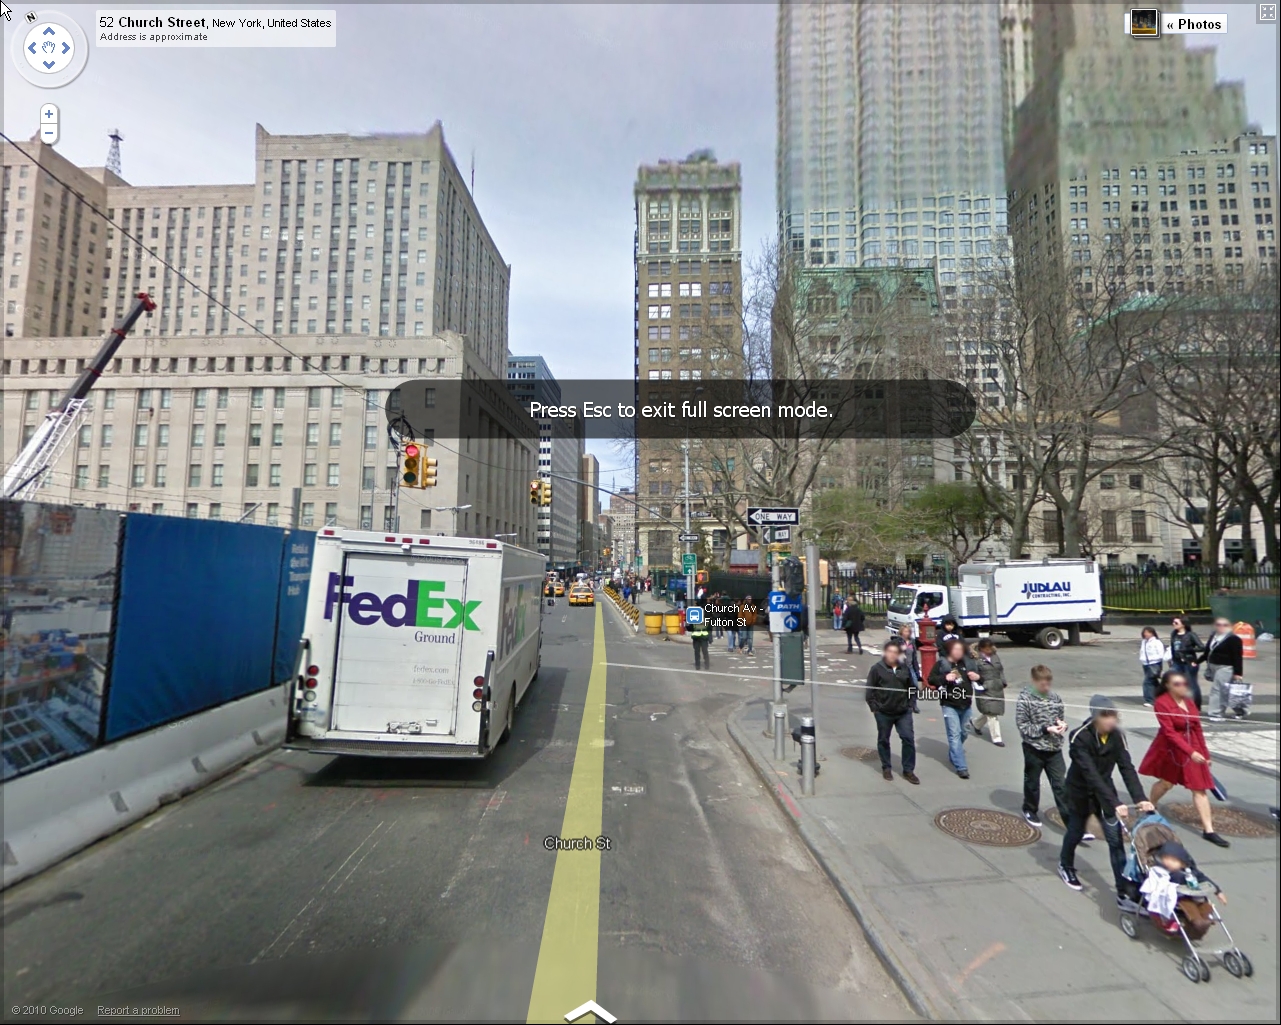 N
52 Church Street, New York, United States
Address is approximate
« Photos
+
−
Press Esc to exit full screen mode.
ONE WAY
FedEx
Ground
fedex.com
JUDLAU
CONTRACTING, INC.
PATH
Church Av -
Fulton St
Fulton St
Church St
© 2010 Google
Report a problem